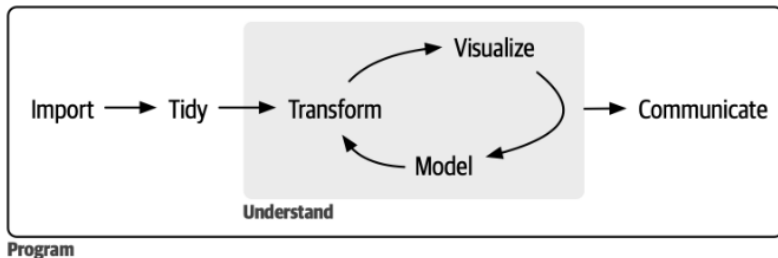 Visualize
Import
Tidy
Transform
Communicate
Model
Understand
Program